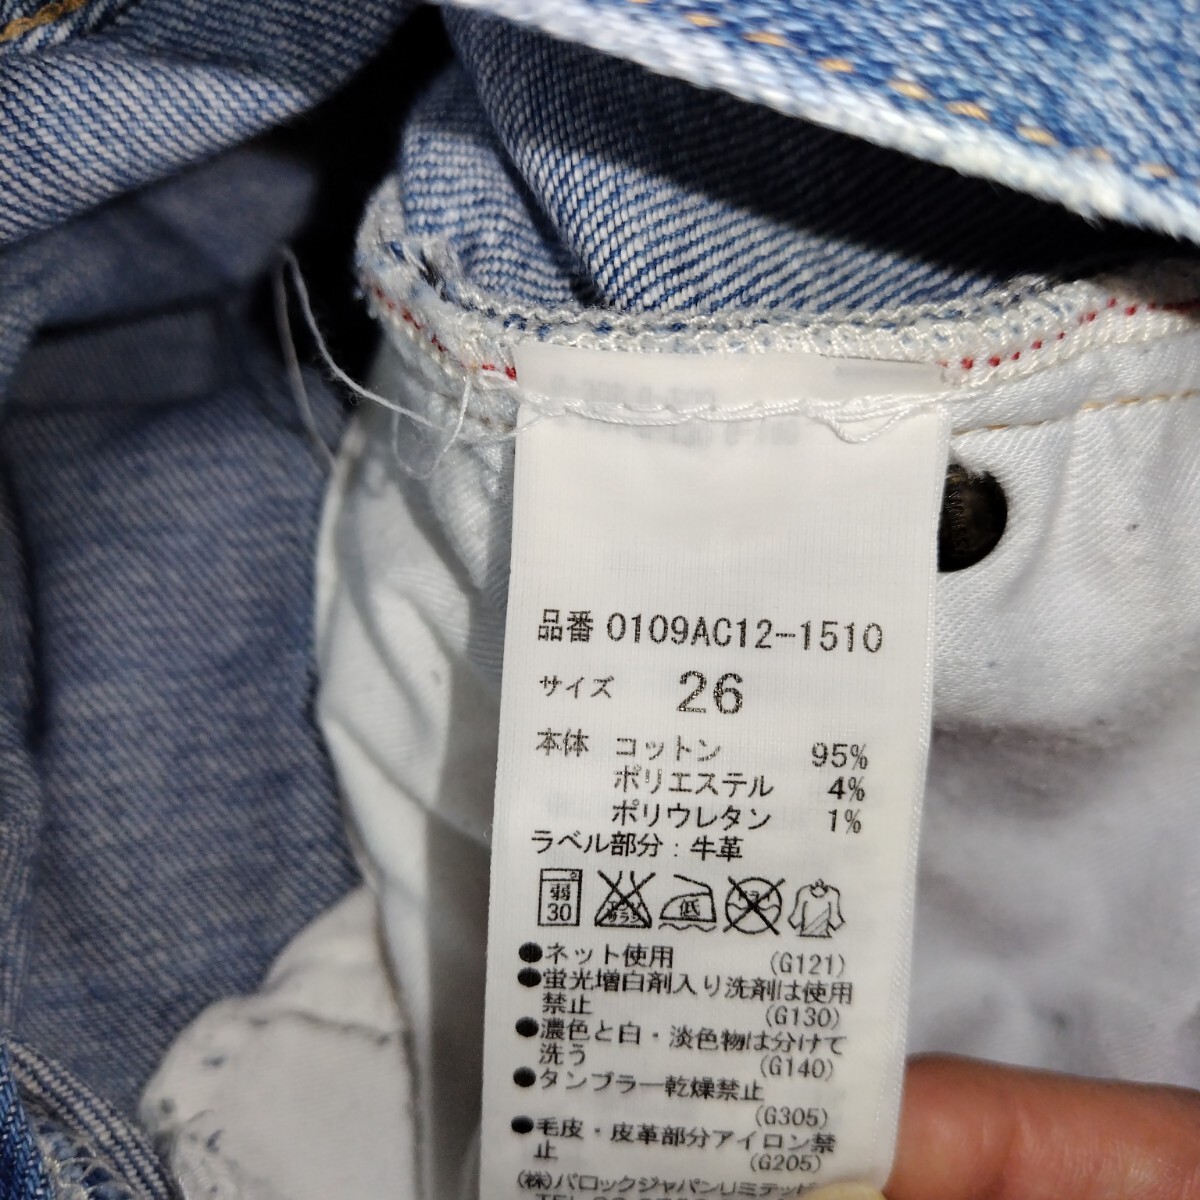 品番 0109AC12-1510
サイズ 26
本体 コットン 95%
ポリエステル 4%
ポリウレタン 1%
ラベル部分：牛革
弱
30
低
●ネット使用 (G121)
●蛍光増白剤入り洗剤は使用
禁止 (G130)
●濃色と白・淡色物は分けて
洗う (G140)
●タンブラー乾燥禁止
(G305)
●毛皮・皮革部分アイロン禁
止 (G205)
(株)バロックジャパンリミテッド